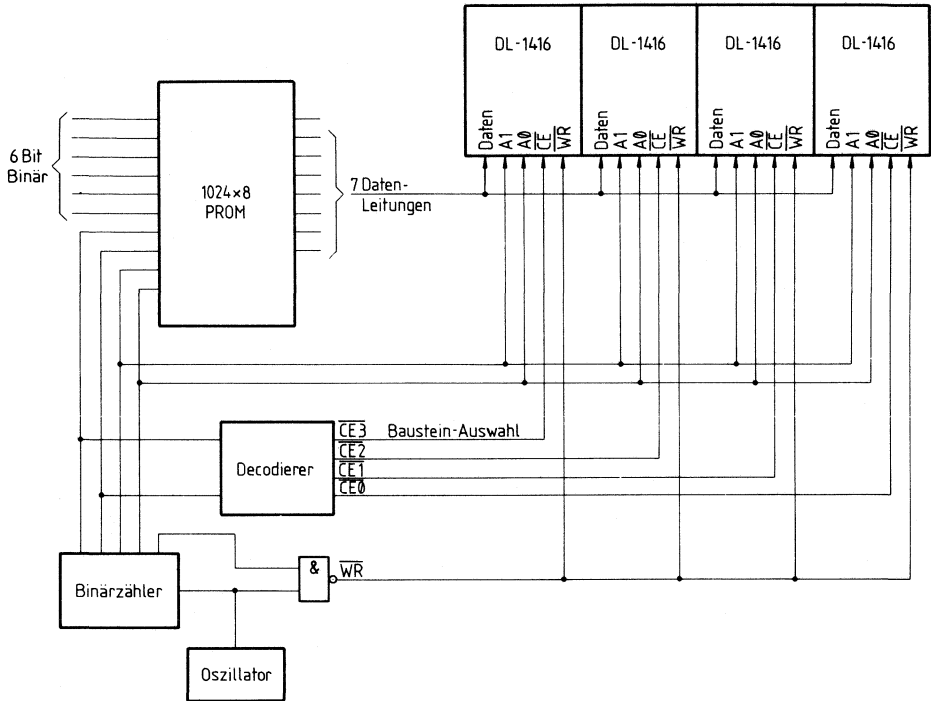 DL-1416 DL-1416 DL-1416 DL-1416
Daten A1 A0 CE WR Daten A1 A0 CE WR Daten A1 A0 CE WR Daten A1 A0 CE WR
6 Bit
Binär
1024×8
PROM
7 Daten-
Leitungen
CE3 Baustein-Auswahl
CE2
CE1
CE0
Decodierer
&
WR
Binärzähler
Oszillator